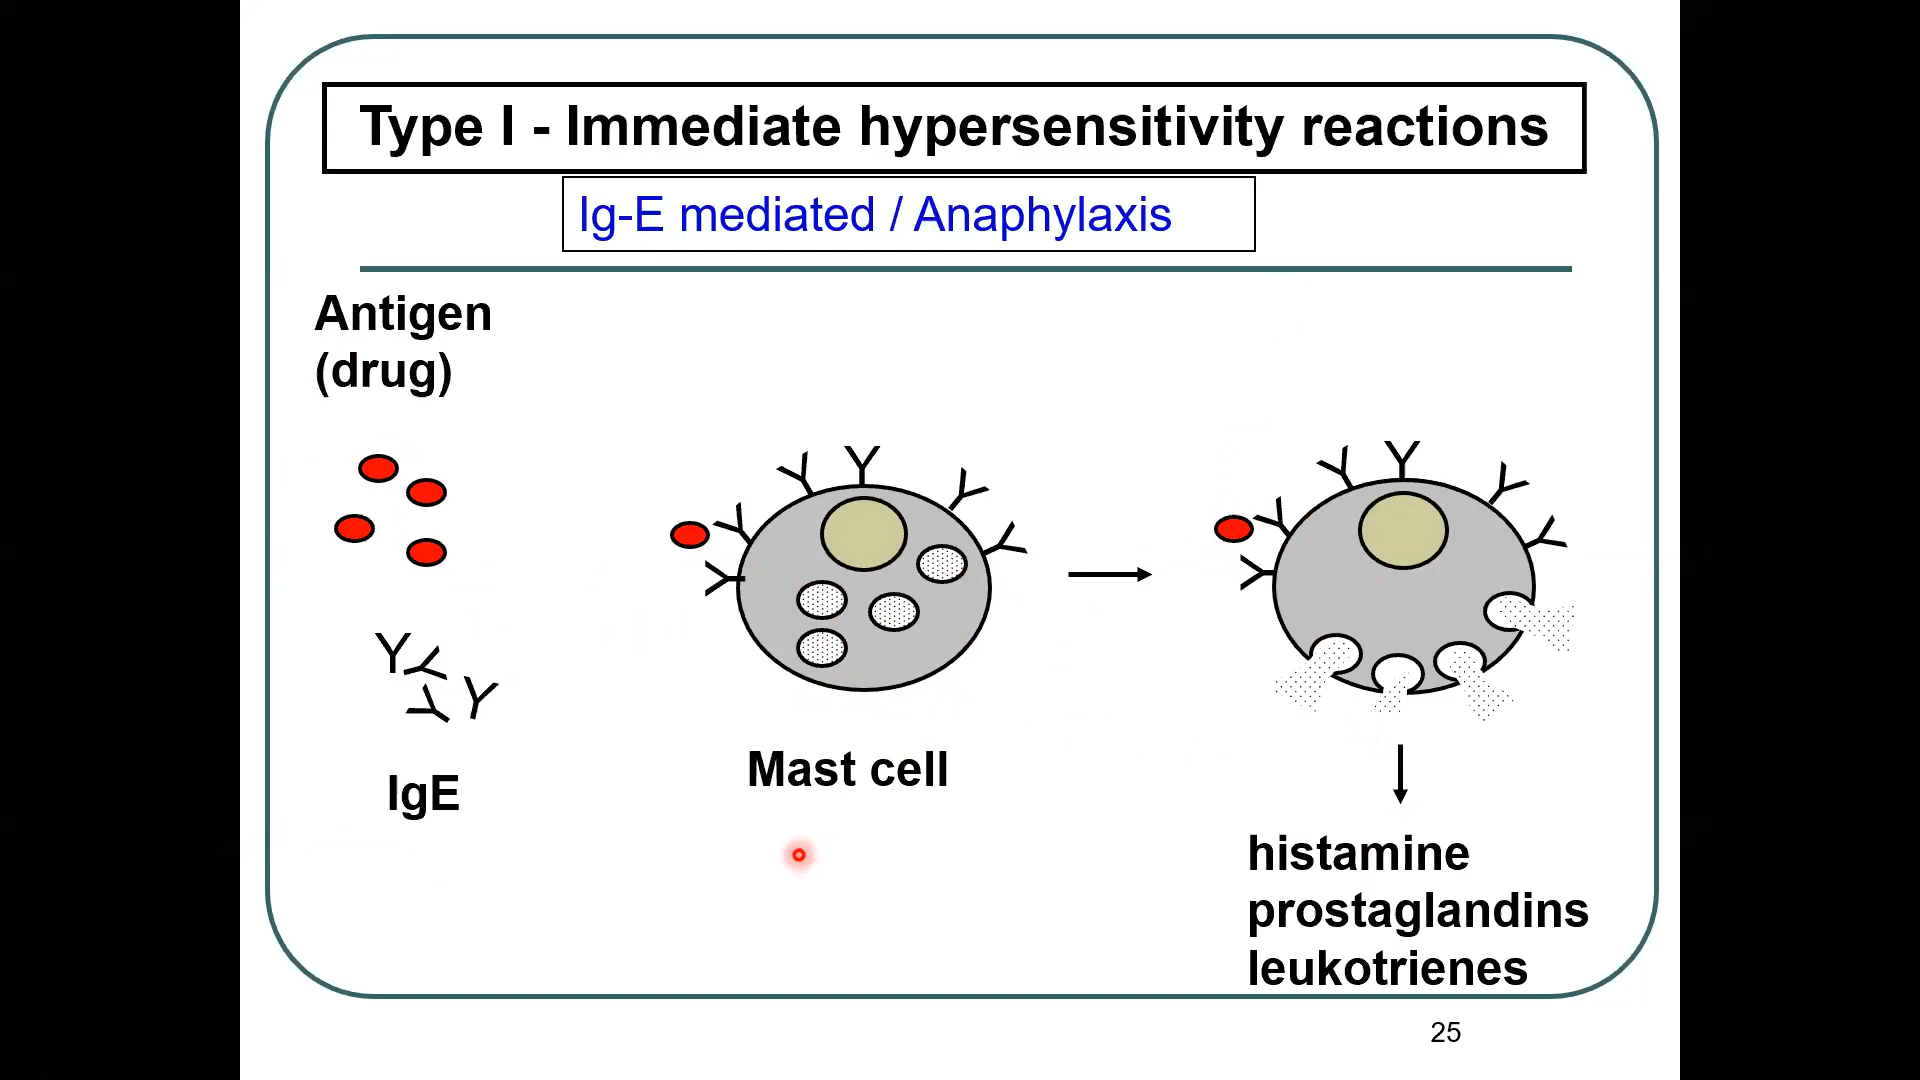 Type I - Immediate hypersensitivity reactions
Ig-E mediated / Anaphylaxis
Antigen
(drug)
IgE
Mast cell
histamine
prostaglandins
leukotrienes
25